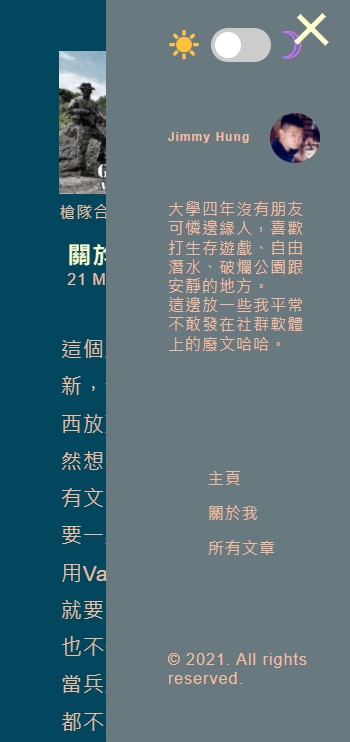 Jimmy Hung
大學四年沒有朋友
可憐邊緣人，喜歡
打生存遊戲、自由
潛水、破爛公園跟
安靜的地方。
這邊放一些我平常
不敢發在社群軟體
上的廢文哈哈。
主頁
關於我
所有文章
© 2021. All rights
reserved.
槍隊合
關於
21 M
這個
新，
西放
然想
有文
要一
用Va
就要
也不
當兵
都不